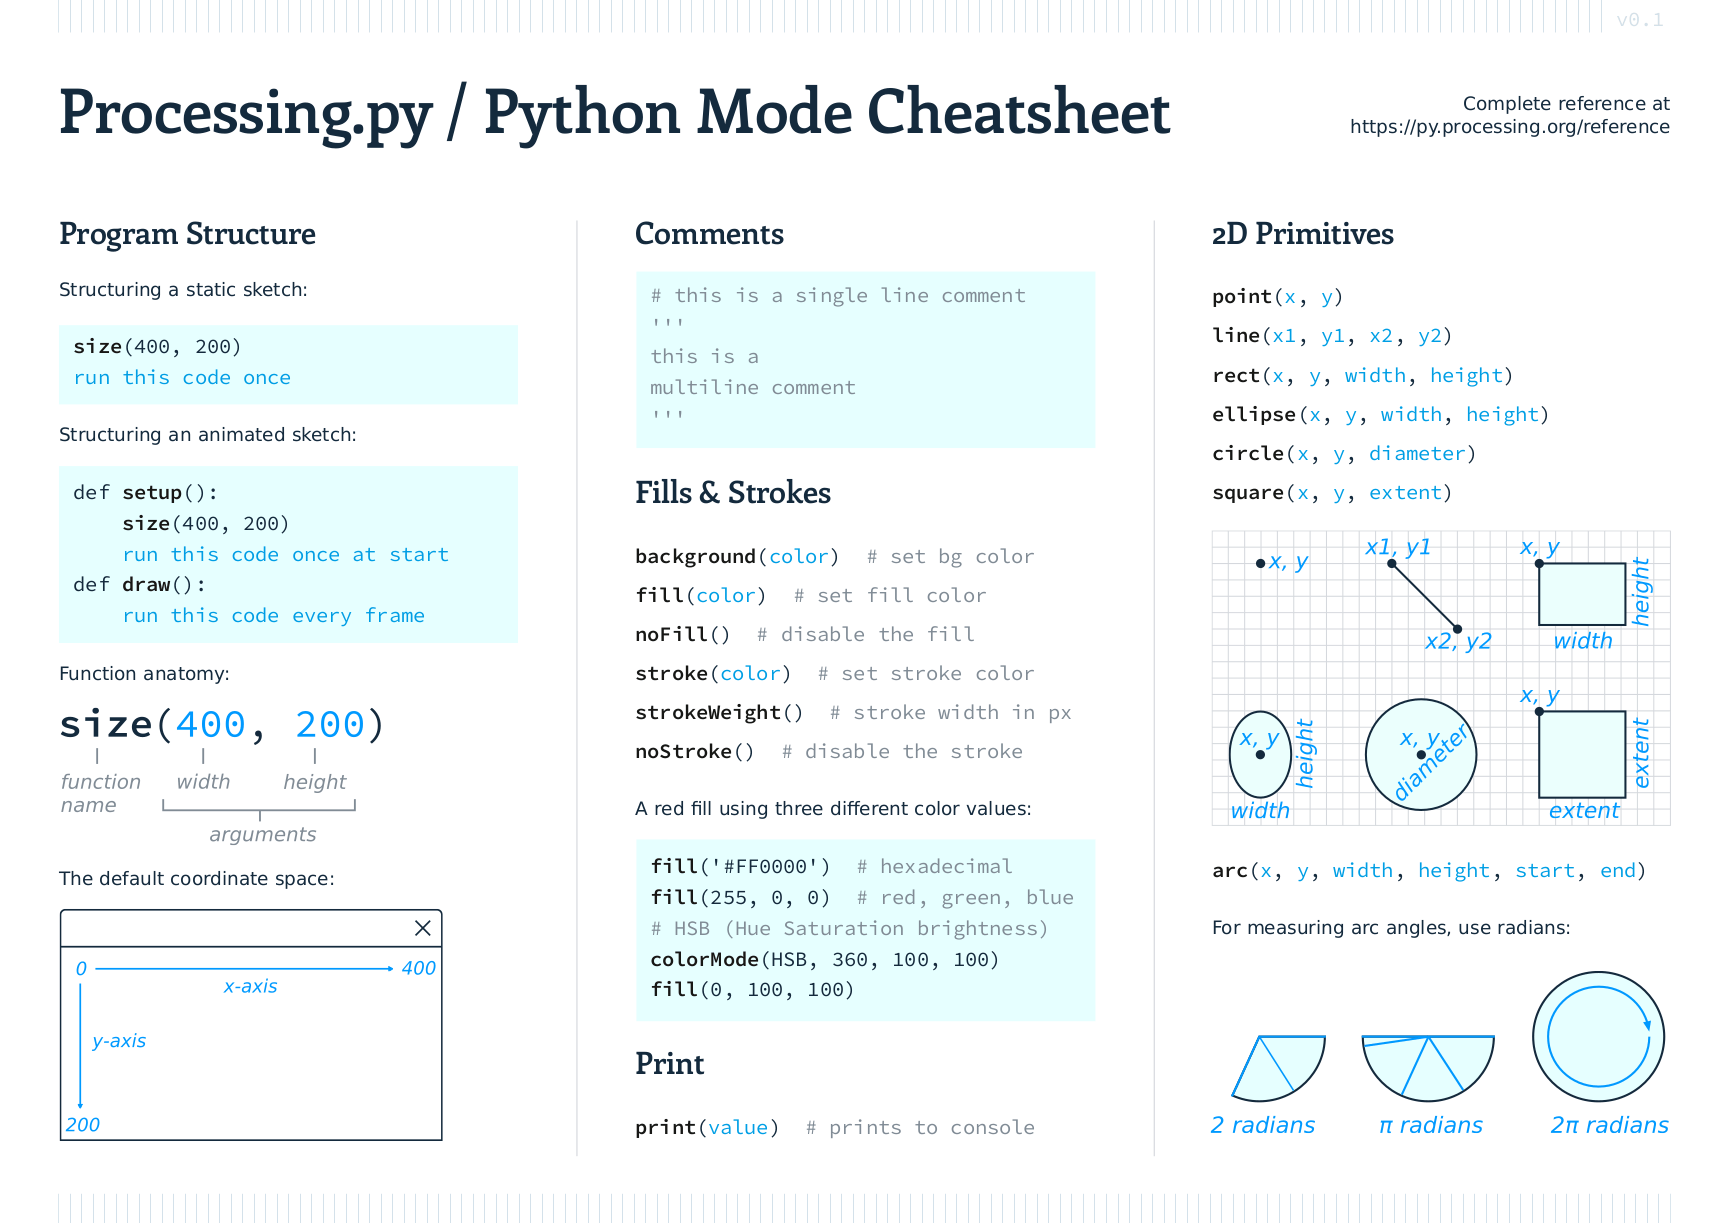 v0.1
Processing.py / Python Mode Cheatsheet
Complete reference at
https://py.processing.org/reference
Program Structure
Structuring a static sketch:
size(400, 200)
run this code once
Structuring an animated sketch:
def setup():
    size(400, 200)
    run this code once at start
def draw():
    run this code every frame
Function anatomy:
size(400, 200)
function
name
width
height
arguments
The default coordinate space:
0
400
x-axis
y-axis
200
Comments
# this is a single line comment
'''
this is a
multiline comment
'''
Fills & Strokes
background(color)  # set bg color
fill(color)  # set fill color
noFill()  # disable the fill
stroke(color)  # set stroke color
strokeWeight()  # stroke width in px
noStroke()  # disable the stroke
A red fill using three different color values:
fill('#FF0000')  # hexadecimal
fill(255, 0, 0)  # red, green, blue
# HSB (Hue Saturation brightness)
colorMode(HSB, 360, 100, 100)
fill(0, 100, 100)
Print
print(value)  # prints to console
2D Primitives
point(x, y)
line(x1, y1, x2, y2)
rect(x, y, width, height)
ellipse(x, y, width, height)
circle(x, y, diameter)
square(x, y, extent)
x, y
x1, y1
x2, y2
x, y
height
width
x, y
height
width
x, y
diameter
x, y
extent
extent
arc(x, y, width, height, start, end)
For measuring arc angles, use radians:
2 radians
π radians
2π radians